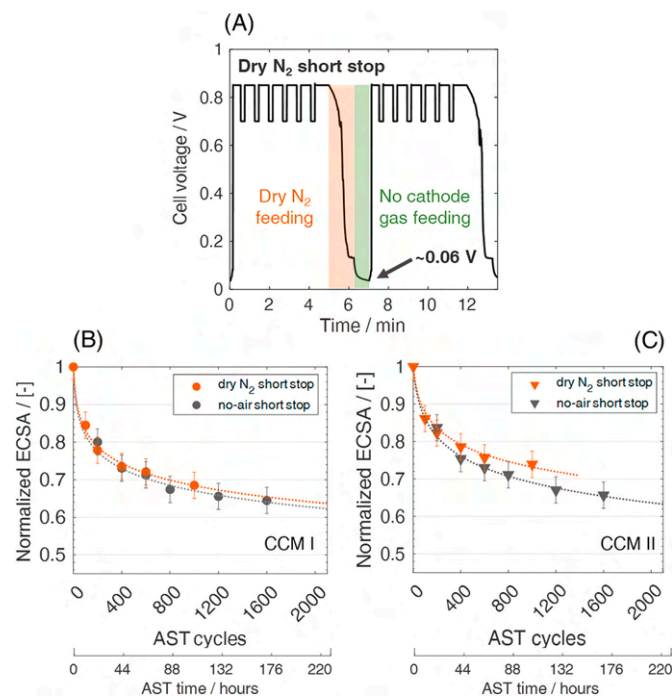 (A)
Dry N₂ short stop
Cell voltage / V
1
0.8
0.6
0.4
0.2
0
Dry N₂
feeding
No cathode
gas feeding
~0.06 V
0 2 4 6 8 10 12
Time / min
(B)
Normalized ECSA / [-]
1
0.9
0.8
0.7
0.6
0.5
dry N₂ short stop
no-air short stop
CCM I
0 400 800 1200 1600 2000
AST cycles
0 44 88 132 176 220
AST time / hours
(C)
Normalized ECSA / [-]
1
0.9
0.8
0.7
0.6
0.5
dry N₂ short stop
no-air short stop
CCM II
0 400 800 1200 1600 2000
AST cycles
0 44 88 132 176 220
AST time / hours